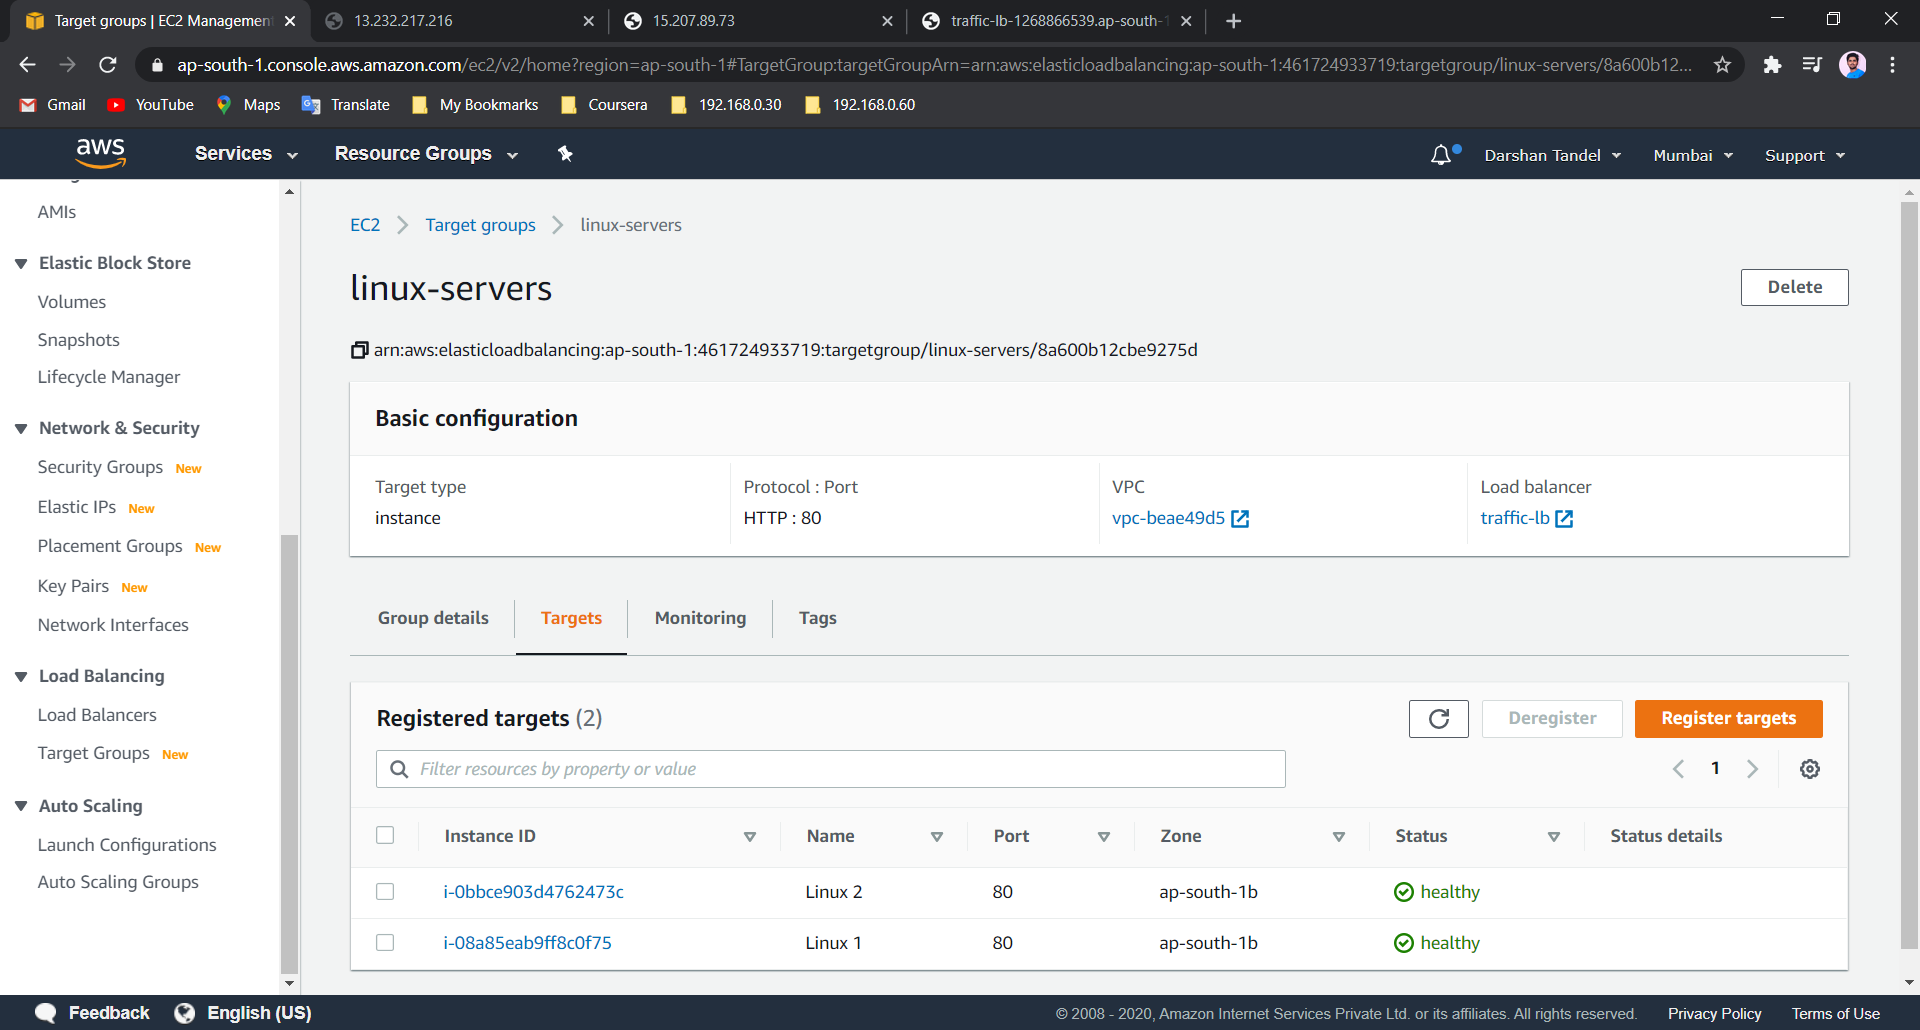 Target groups | EC2 Management
13.232.217.216
15.207.89.73
traffic-lb-1268866539.ap-south-1
ap-south-1.console.aws.amazon.com/ec2/v2/home?region=ap-south-1#TargetGroup:targetGroupArn=arn:aws:elasticloadbalancing:ap-south-1:461724933719:targetgroup/linux-servers/8a600b12...
Gmail
YouTube
Maps
Translate
My Bookmarks
Coursera
192.168.0.30
192.168.0.60
aws
Services
Resource Groups
Darshan Tandel
Mumbai
Support
AMIs
Elastic Block Store
Volumes
Snapshots
Lifecycle Manager
Network & Security
Security Groups New
Elastic IPs New
Placement Groups New
Key Pairs New
Network Interfaces
Load Balancing
Load Balancers
Target Groups New
Auto Scaling
Launch Configurations
Auto Scaling Groups
EC2 > Target groups > linux-servers
linux-servers
Delete
arn:aws:elasticloadbalancing:ap-south-1:461724933719:targetgroup/linux-servers/8a600b12cbe9275d
Basic configuration
Target type
instance
Protocol : Port
HTTP : 80
VPC
vpc-beae49d5
Load balancer
traffic-lb
Group details
Targets
Monitoring
Tags
Registered targets (2)
Deregister
Register targets
Filter resources by property or value
1
Instance ID Name Port Zone Status Status details
i-0bbce903d4762473c Linux 2 80 ap-south-1b healthy
i-08a85eab9ff8c0f75 Linux 1 80 ap-south-1b healthy
Feedback
English (US)
© 2008 - 2020, Amazon Internet Services Private Ltd. or its affiliates. All rights reserved.
Privacy Policy
Terms of Use